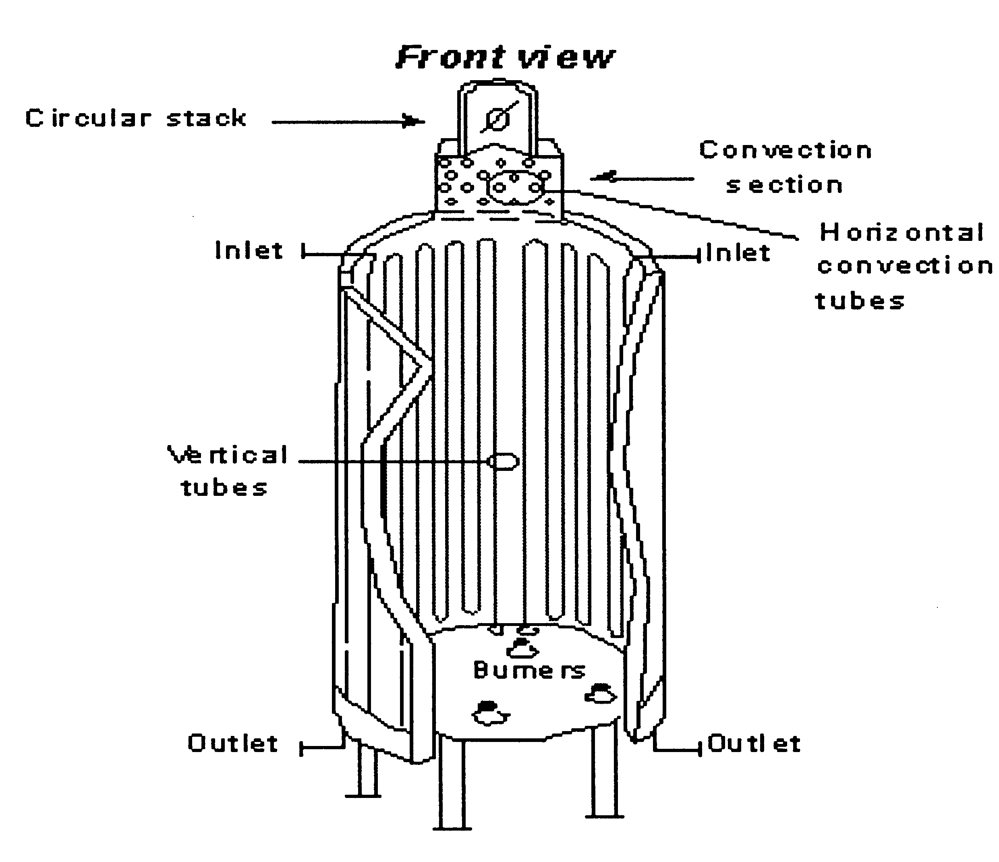 Front view
Circular stack
Convection
section
Horizontal
convection
tubes
Inlet
Inlet
Vertical
tubes
Burners
Outlet
Outlet